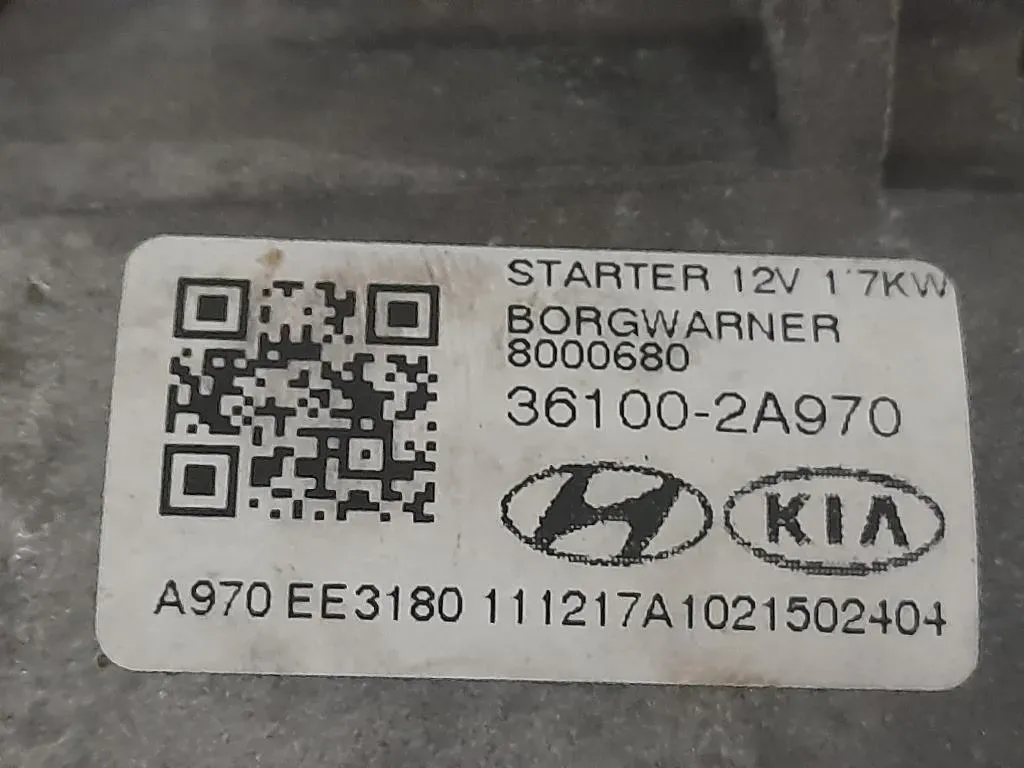 STARTER 12V 1'7KW
BORGWARNER
8000680
36100-2A970
KIA
A970 EE3180 111217A1021502404